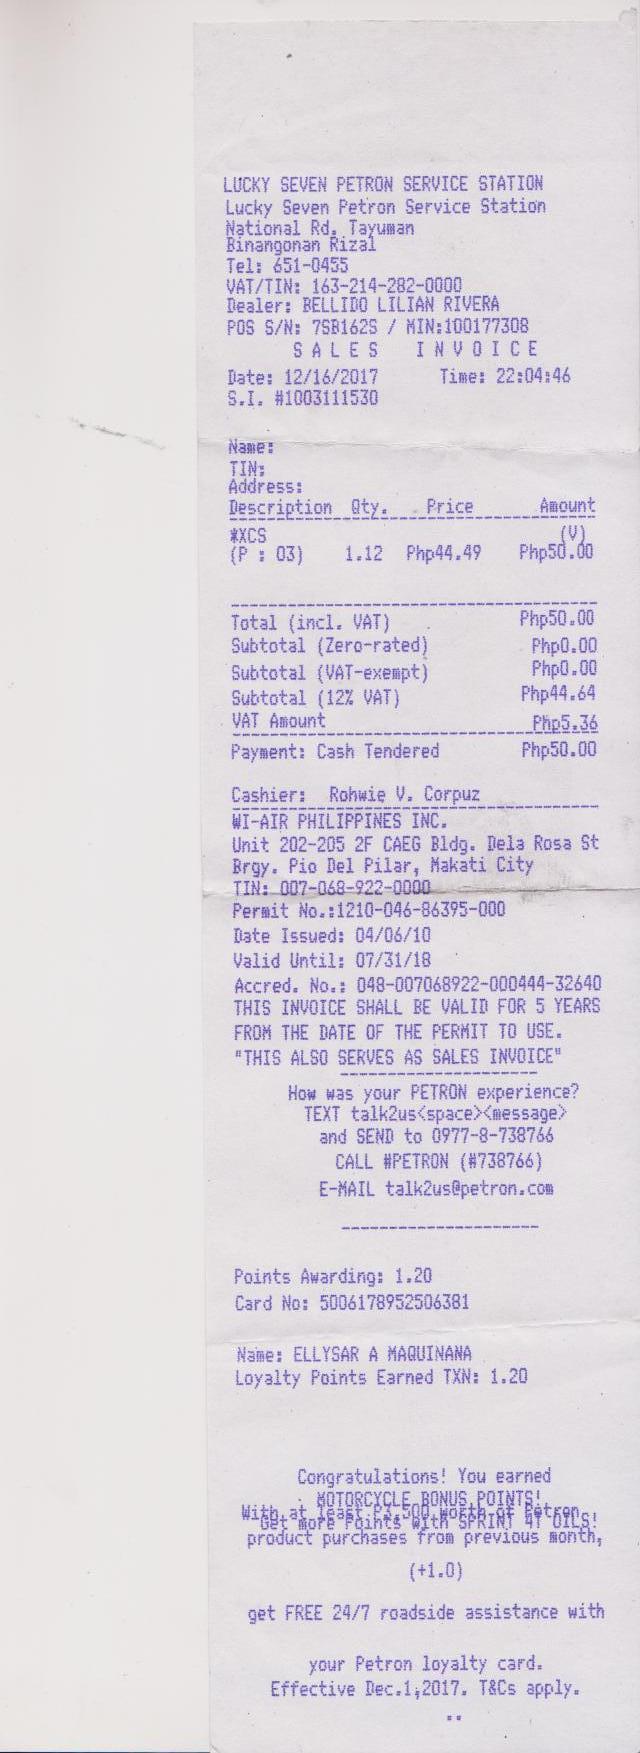 LUCKY SEVEN PETRON SERVICE STATION
Lucky Seven Petron Service Station
National Rd. Tayuman
Binangonan Rizal
Tel: 651-0455
VAT/TIN: 163-214-282-0000
Dealer: BELLIDO LILIAN RIVERA
POS S/N: 7SB162S / MIN:100177308
S A L E S   I N V O I C E
Date: 12/16/2017   Time: 22:04:46
S.I. #1003111530
Name:
TIN:
Address:
Description Qty. Price Amount
*XCS (V)
(P : 03) 1.12 Php44.49 Php50.00
Total (incl. VAT) Php50.00
Subtotal (Zero-rated) Php0.00
Subtotal (VAT-exempt) Php0.00
Subtotal (12% VAT) Php44.64
VAT Amount Php5.36
Payment: Cash Tendered Php50.00
Cashier: Rohwie V. Corpuz
WI-AIR PHILIPPINES INC.
Unit 202-205 2F CAEG Bldg. Dela Rosa St
Brgy. Pio Del Pilar, Makati City
TIN: 007-068-922-0000
Permit No.:1210-046-86395-000
Date Issued: 04/06/10
Valid Until: 07/31/18
Accred. No.: 048-007068922-000444-32640
THIS INVOICE SHALL BE VALID FOR 5 YEARS
FROM THE DATE OF THE PERMIT TO USE.
"THIS ALSO SERVES AS SALES INVOICE"
How was your PETRON experience?
TEXT talk2us<space><message>
and SEND to 0977-8-738766
CALL #PETRON (#738766)
E-MAIL talk2us@petron.com
Points Awarding: 1.20
Card No: 5006178952506381
Name: ELLYSAR A MAQUINANA
Loyalty Points Earned TXN: 1.20
Congratulations! You earned
MOTORCYCLE BONUS POINTS!
With at least P3,500 worth of Petron
Get more Points with SPRINT 4T OILS!
product purchases from previous month,
(+1.0)
get FREE 24/7 roadside assistance with
your Petron loyalty card.
Effective Dec.1,2017. T&Cs apply.